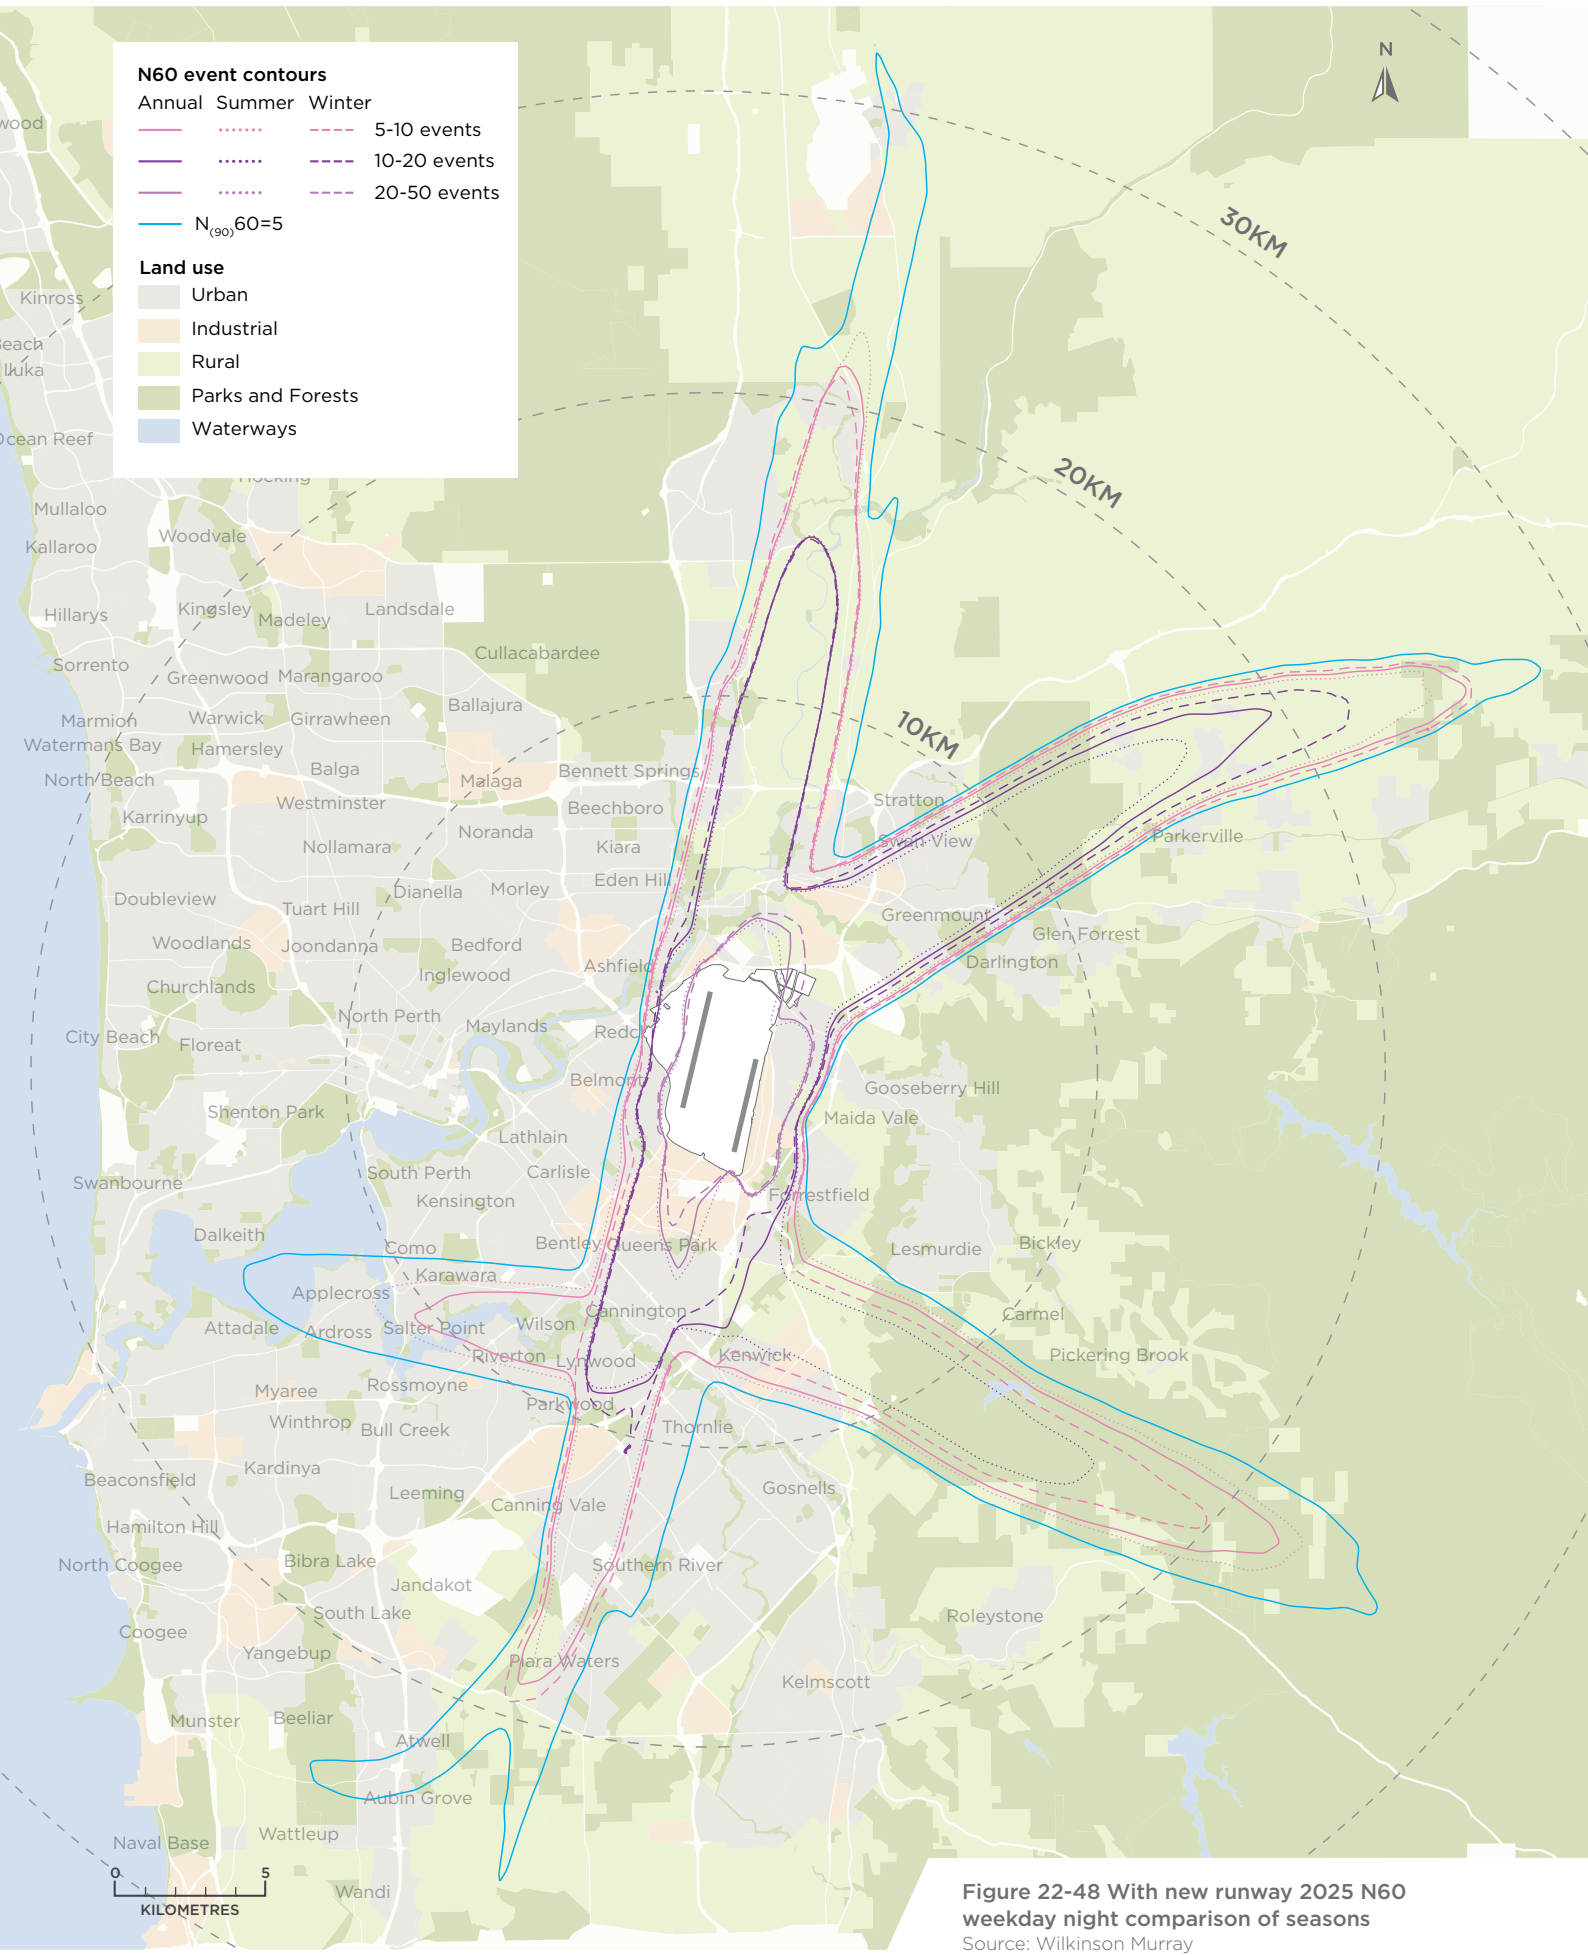 N60 event contours
Annual Summer Winter
5-10 events
10-20 events
20-50 events
N(90)60=5
Land use
Urban
Industrial
Rural
Parks and Forests
Waterways
N
30KM
20KM
10KM
wood
Kinross
Beach
Iluka
Ocean Reef
Hocking
Mullaloo
Kallaroo
Woodvale
Hillarys
Kingsley
Madeley
Landsdale
Cullacabardee
Sorrento
Greenwood
Marangaroo
Ballajura
Marmion
Warwick
Girrawheen
Watermans Bay
Hamersley
North Beach
Balga
Malaga
Bennett Springs
Karrinyup
Westminster
Beechboro
Stratton
Noranda
Nollamara
Kiara
Swan View
Parkerville
Eden Hill
Dianella
Morley
Doubleview
Tuart Hill
Greenmount
Glen Forrest
Woodlands
Joondanna
Bedford
Ashfield
Darlington
Inglewood
Churchlands
North Perth
Maylands
Redc
City Beach
Floreat
Belmont
Gooseberry Hill
Shenton Park
Maida Vale
Lathlain
South Perth
Carlisle
Swanbourne
Kensington
Forrestfield
Dalkeith
Como
Bentley
Queens Park
Lesmurdie
Bickley
Karawara
Applecross
Cannington
Carmel
Attadale
Ardross
Salter Point
Wilson
Riverton
Lynwood
Kenwick
Pickering Brook
Myaree
Rossmoyne
Parkwood
Winthrop
Bull Creek
Thornlie
Kardinya
Beaconsfield
Leeming
Gosnells
Canning Vale
Hamilton Hill
North Coogee
Bibra Lake
Jandakot
Southern River
South Lake
Roleystone
Coogee
Yangebup
Piara Waters
Kelmscott
Munster
Beeliar
Atwell
Aubin Grove
Wattleup
Naval Base
Wandi
0 5
KILOMETRES
Figure 22-48 With new runway 2025 N60
weekday night comparison of seasons
Source: Wilkinson Murray